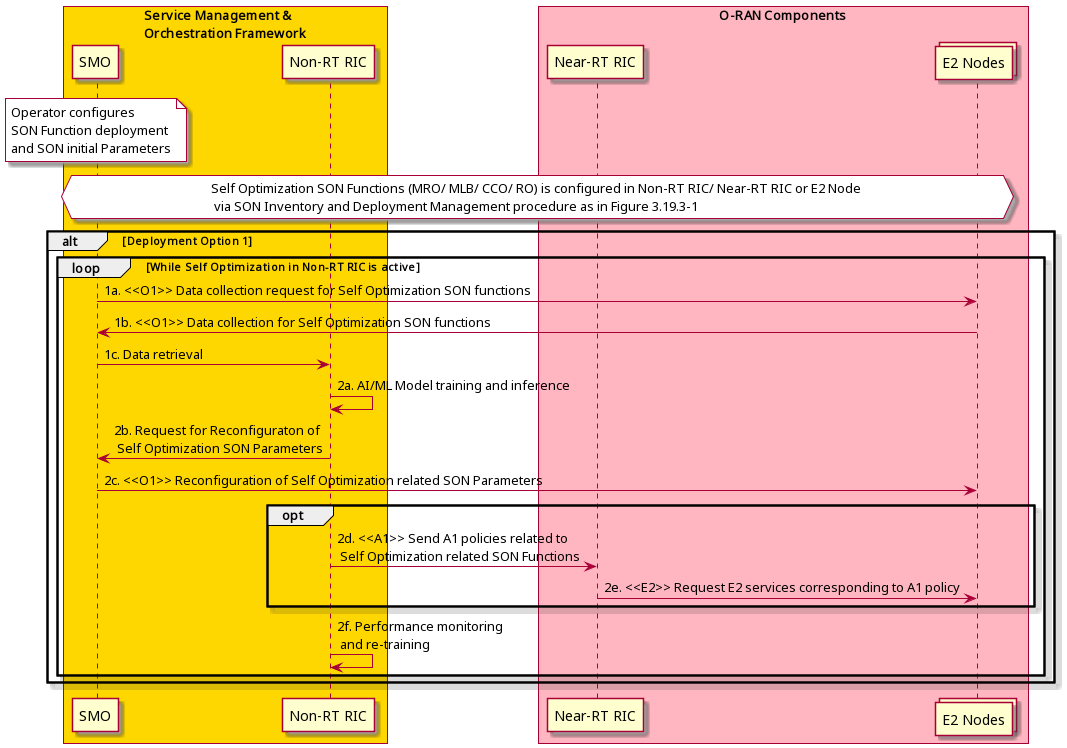 Service Management &
Orchestration Framework
O-RAN Components
SMO
Non-RT RIC
Near-RT RIC
E2 Nodes
Operator configures
SON Function deployment
and SON initial Parameters
Self Optimization SON Functions (MRO/ MLB/ CCO/ RO) is configured in Non-RT RIC/ Near-RT RIC or E2 Node
via SON Inventory and Deployment Management procedure as in Figure 3.19.3-1
alt [Deployment Option 1]
loop [While Self Optimization in Non-RT RIC is active]
1a. <<O1>> Data collection request for Self Optimization SON functions
1b. <<O1>> Data collection for Self Optimization SON functions
1c. Data retrieval
2a. AI/ML Model training and inference
2b. Request for Reconfiguraton of
Self Optimization SON Parameters
2c. <<O1>> Reconfiguration of Self Optimization related SON Parameters
opt
2d. <<A1>> Send A1 policies related to
Self Optimization related SON Functions
2e. <<E2>> Request E2 services corresponding to A1 policy
2f. Performance monitoring
and re-training
SMO
Non-RT RIC
Near-RT RIC
E2 Nodes